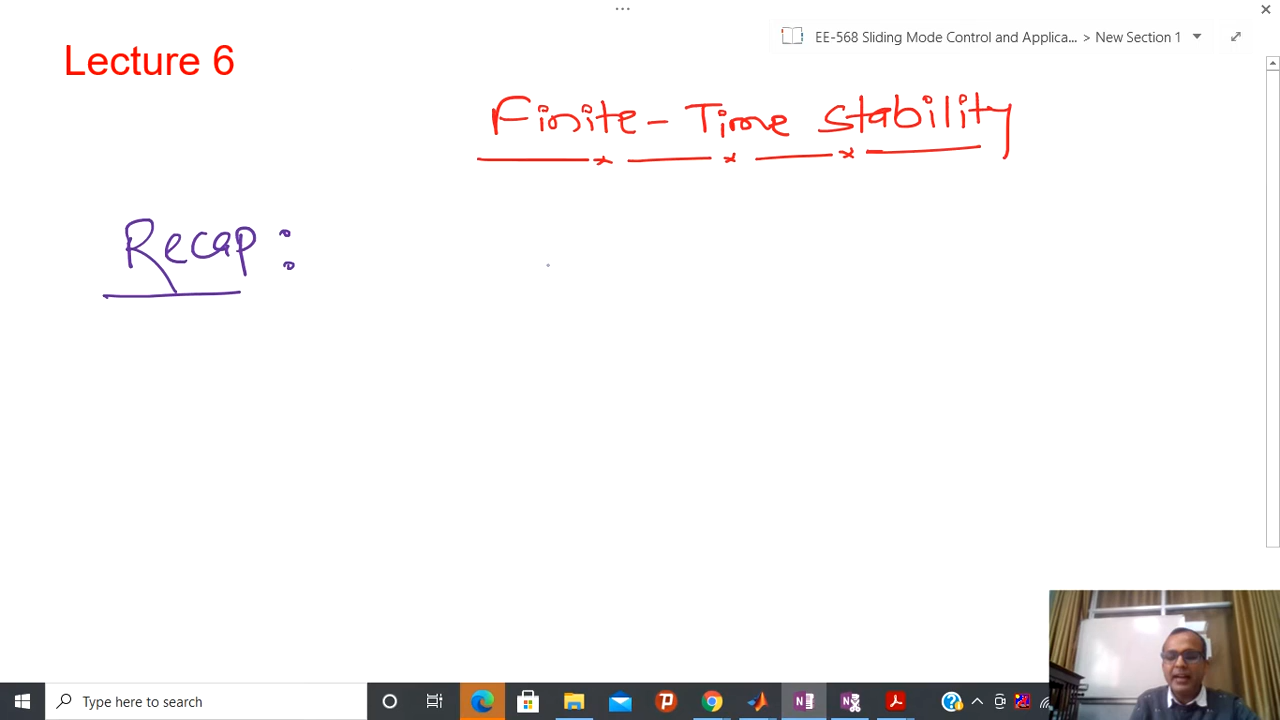 EE-568 Sliding Mode Control and Applica... > New Section 1
Lecture 6
Finite-Time Stability
Recap:
Type here to search